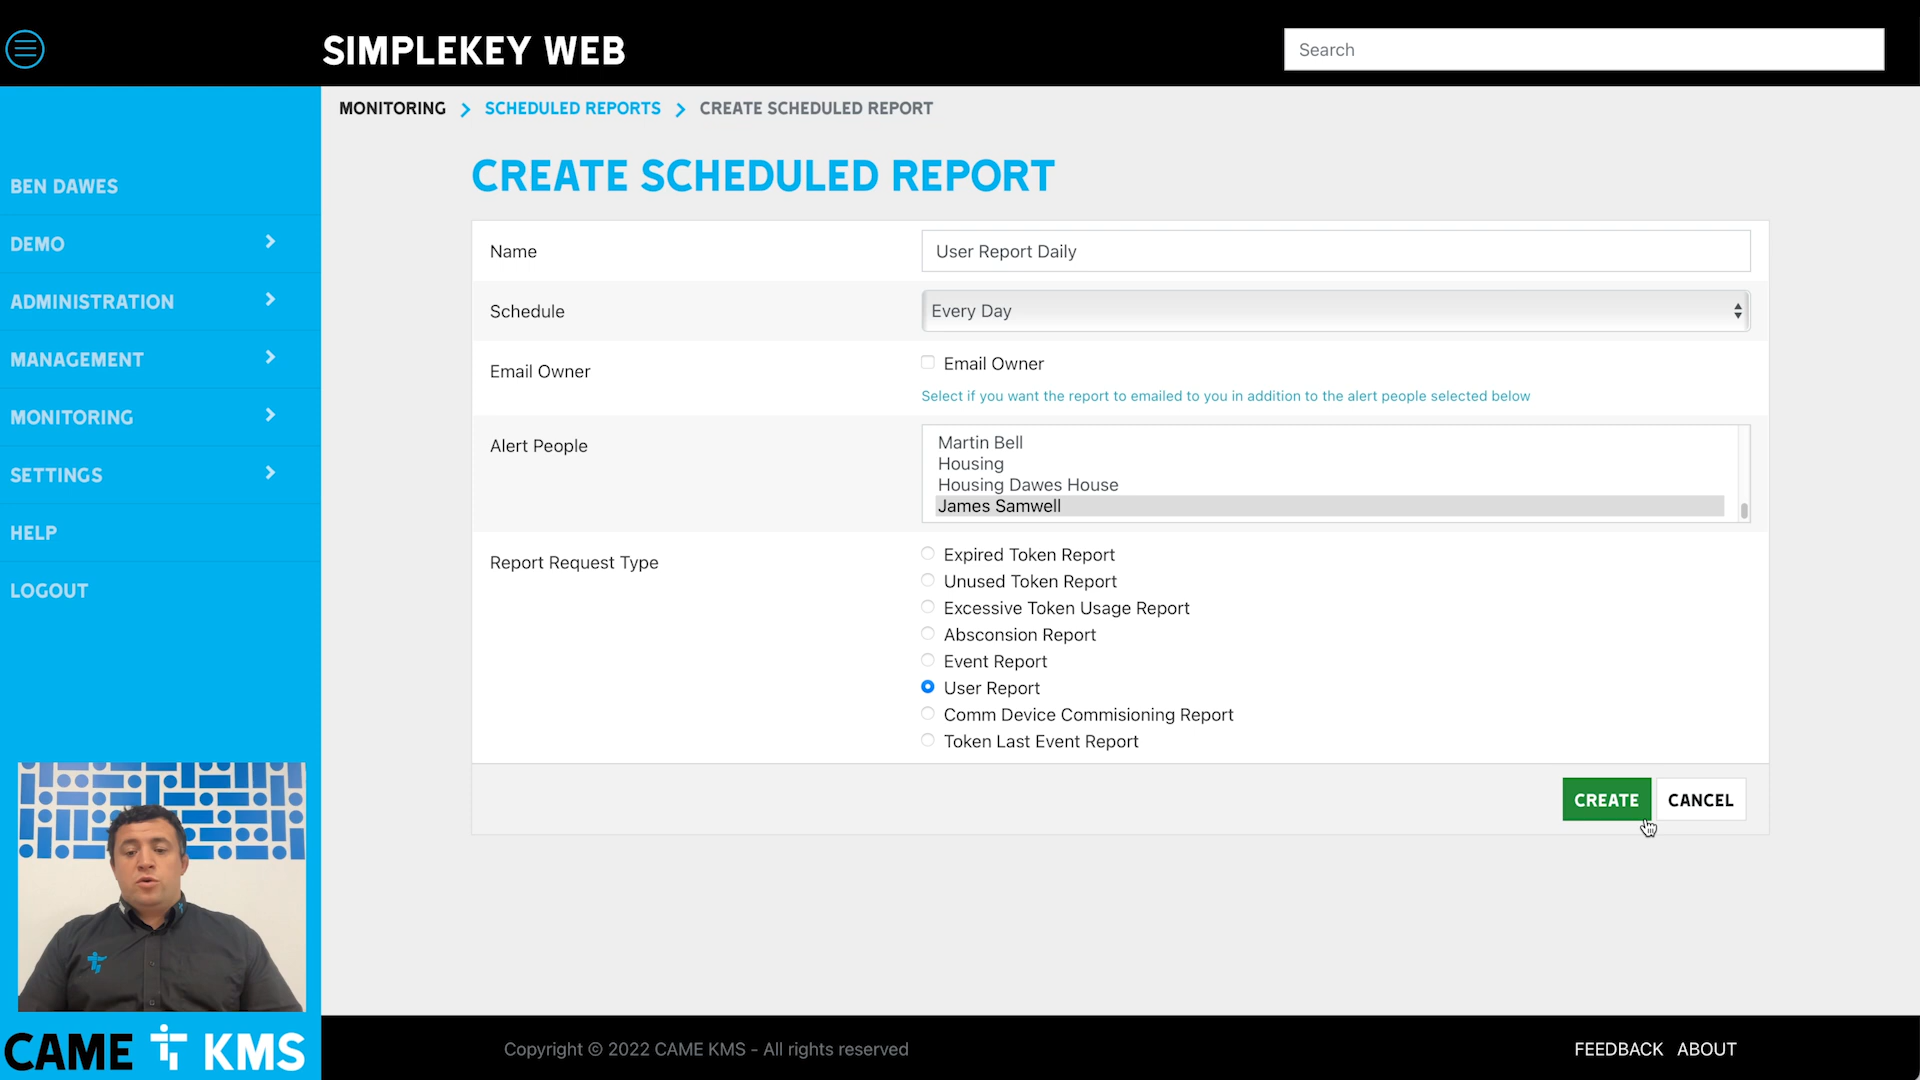 SIMPLEKEY WEB
Search
MONITORING > SCHEDULED REPORTS > CREATE SCHEDULED REPORT
BEN DAWES
DEMO
ADMINISTRATION
MANAGEMENT
MONITORING
SETTINGS
HELP
LOGOUT
CREATE SCHEDULED REPORT
Name
User Report Daily
Schedule
Every Day
Email Owner
Email Owner
Select if you want the report to emailed to you in addition to the alert people selected below
Alert People
Martin Bell
Housing
Housing Dawes House
James Samwell
Report Request Type
Expired Token Report
Unused Token Report
Excessive Token Usage Report
Absconsion Report
Event Report
User Report
Comm Device Commisioning Report
Token Last Event Report
CREATE CANCEL
CAME KMS
Copyright © 2022 CAME KMS - All rights reserved
FEEDBACK ABOUT